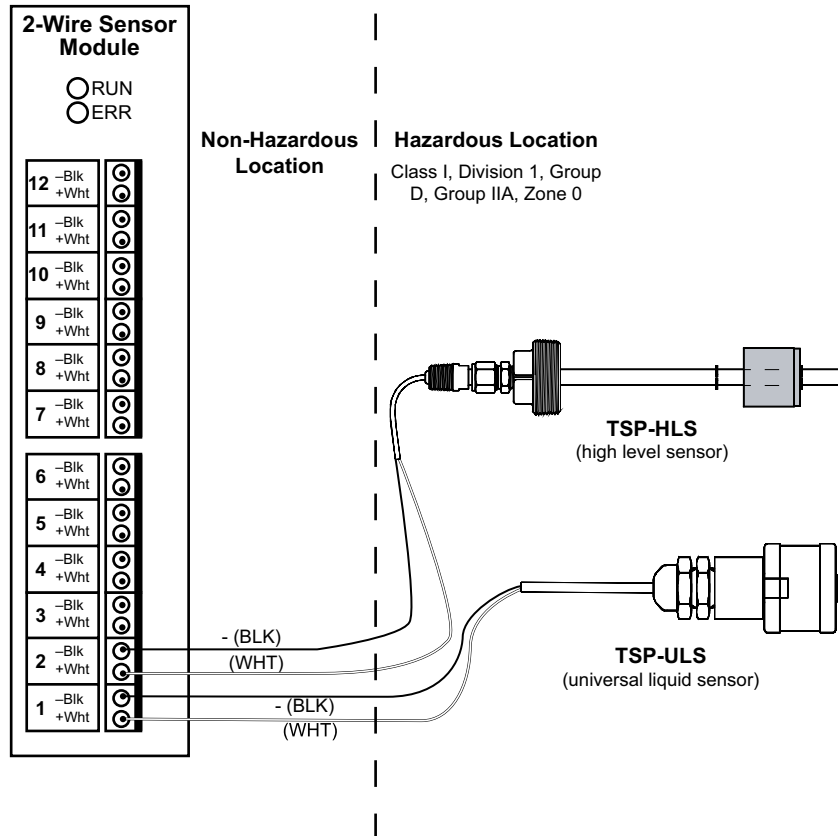 2-Wire Sensor
Module
RUN
ERR
Non-Hazardous
Location
Hazardous Location
Class I, Division 1, Group
D, Group IIA, Zone 0
12 –Blk
+Wht
11 –Blk
+Wht
10 –Blk
+Wht
9 –Blk
+Wht
8 –Blk
+Wht
7 –Blk
+Wht
6 –Blk
+Wht
5 –Blk
+Wht
4 –Blk
+Wht
3 –Blk
+Wht
2 –Blk
+Wht
1 –Blk
+Wht
TSP-HLS
(high level sensor)
- (BLK)
(WHT)
TSP-ULS
(universal liquid sensor)
- (BLK)
(WHT)